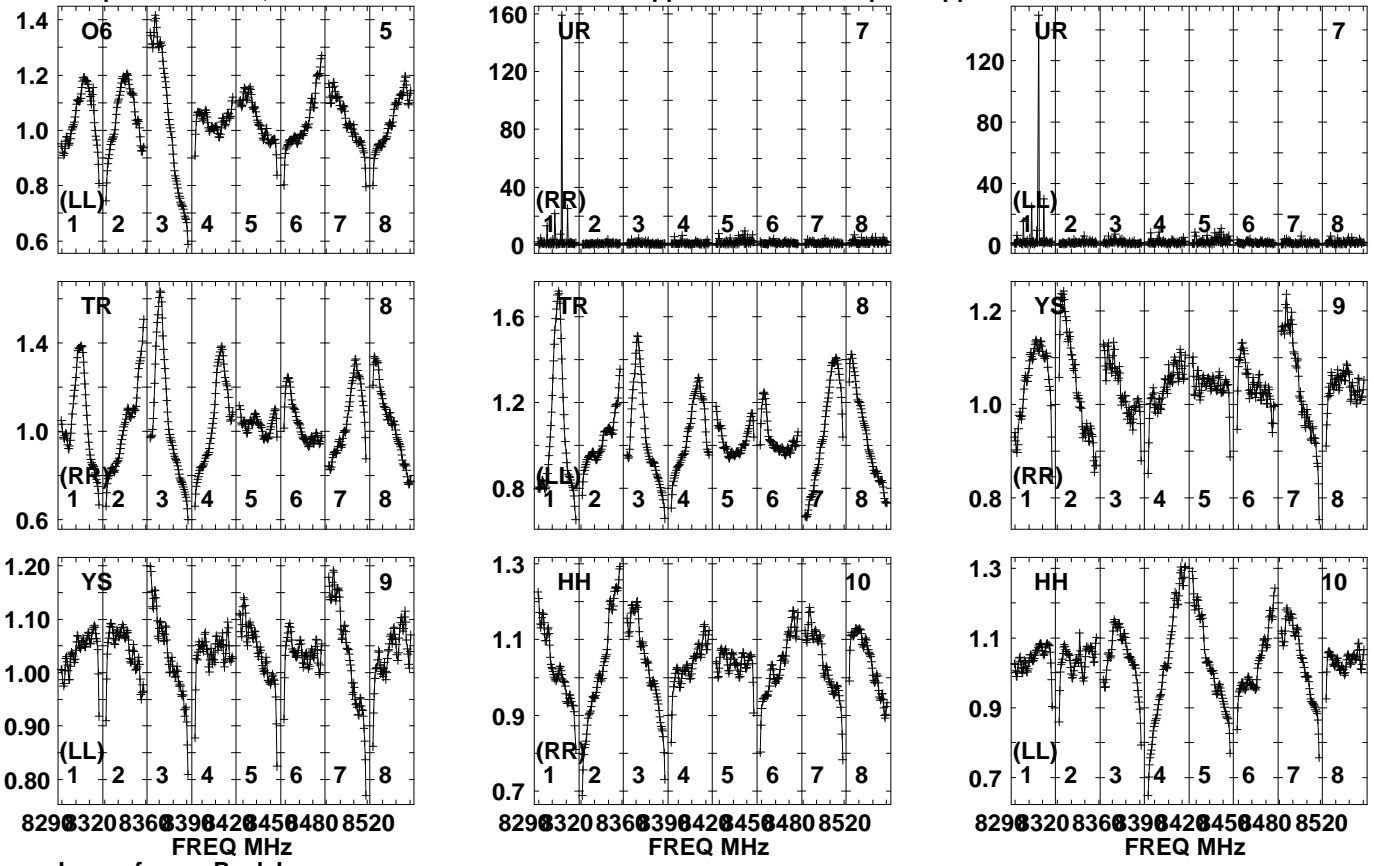 1.4 O6 5
1.2
1.0
0.8 (LL)
0.6 1 2 3 4 5 6 7 8
160 UR 7
120
80
40 (RR)
0 1 2 3 4 5 6 7 8
UR 7
120
80
40 (LL)
0 1 2 3 4 5 6 7 8
TR 8
1.4
1.0
(RR)
0.6 1 2 3 4 5 6 7 8
TR 8
1.6
1.2
0.8 (LL)
1 2 3 4 5 6 7 8
1.2 YS 9
1.0
0.8 (RR)
1 2 3 4 5 6 7 8
1.20 YS 9
1.10
1.00
0.90 (LL)
0.80 1 2 3 4 5 6 7 8
8290 8320 8360 8390 8420 8450 8480 8520
FREQ MHz
1.3 HH 10
1.1
0.9 (RR)
0.7 1 2 3 4 5 6 7 8
8290 8320 8360 8390 8420 8450 8480 8520
FREQ MHz
1.3 HH 10
1.1
0.9 (LL)
0.7 1 2 3 4 5 6 7 8
8290 8320 8360 8390 8420 8450 8480 8520
FREQ MHz